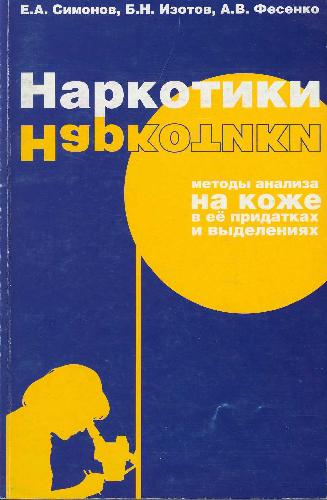 Е.А. Симонов, Б.Н. Изотов, А.В. Фесенко
Наркотики
Наркотики
методы анализа
на коже
в её придатках
и выделениях